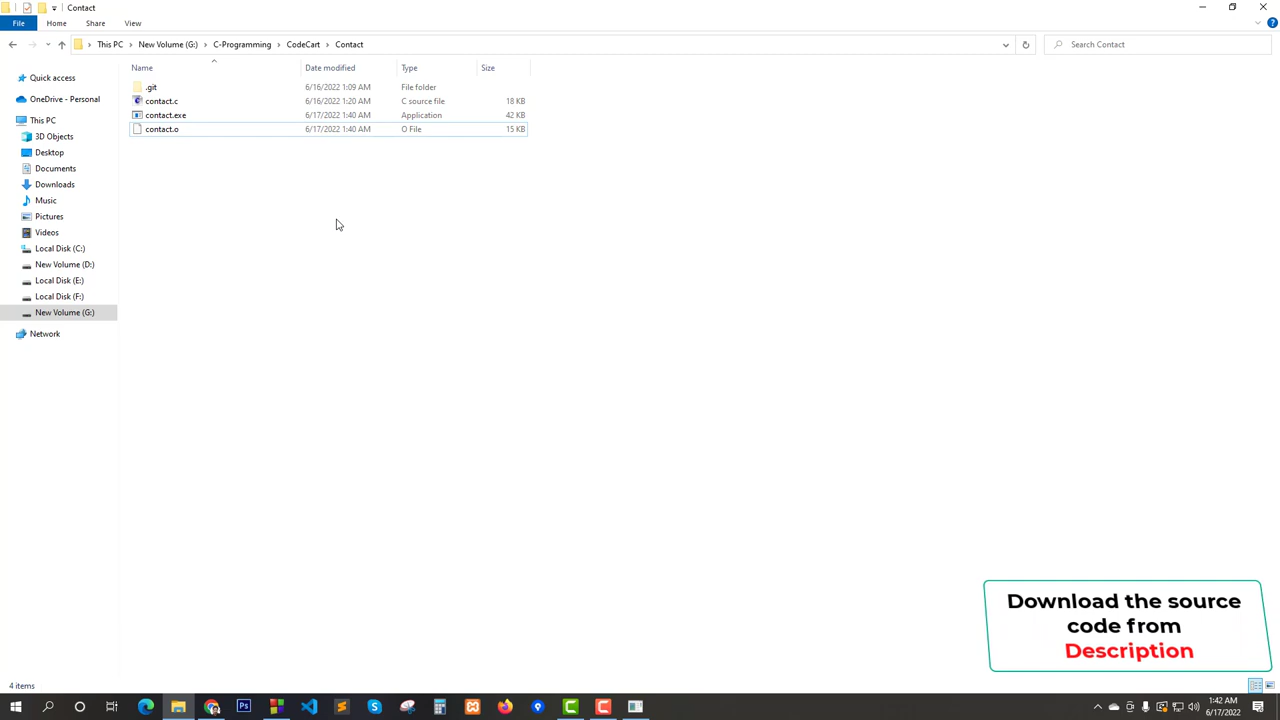 Contact
File
Home
Share
View
This PC
New Volume (G:)
C-Programming
CodeCart
Contact
Search Contact
Name
Date modified
Type
Size
.git
6/16/2022 1:09 AM
File folder
contact.c
6/16/2022 1:20 AM
C source file
18 KB
contact.exe
6/17/2022 1:40 AM
Application
42 KB
contact.o
6/17/2022 1:40 AM
O File
15 KB
Quick access
OneDrive - Personal
This PC
3D Objects
Desktop
Documents
Downloads
Music
Pictures
Videos
Local Disk (C:)
New Volume (D:)
Local Disk (E:)
Local Disk (F:)
New Volume (G:)
Network
Download the source
code from
Description
4 items
1:42 AM
6/17/2022